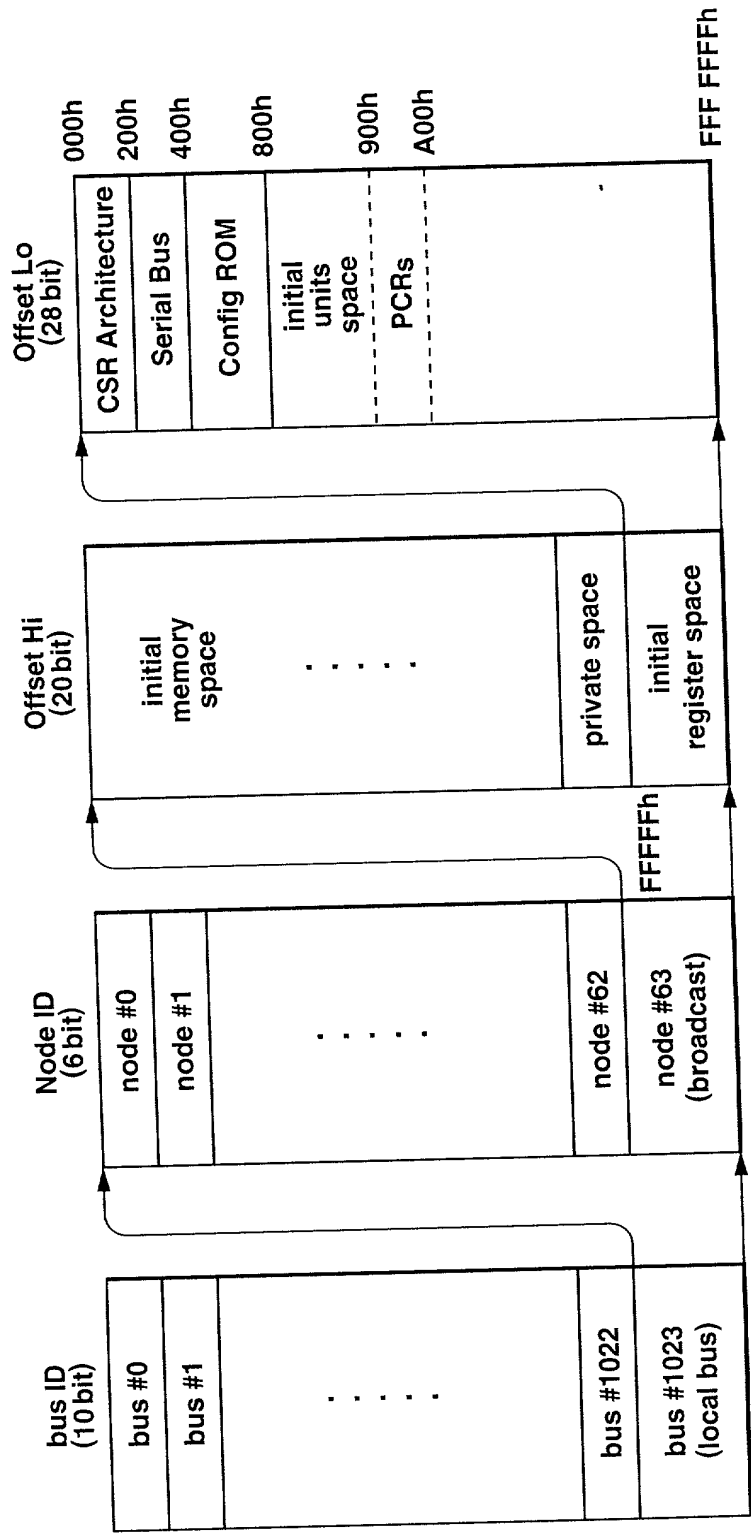 bus ID
(10 bit)
bus #0
bus #1
. . . . .
bus #1022
bus #1023
(local bus)
Node ID
(6 bit)
node #0
node #1
. . . . .
node #62
node #63
(broadcast)
Offset Hi
(20 bit)
initial
memory
space
. . . . .
private space
FFFFFh
initial
register space
Offset Lo
(28 bit)
CSR Architecture
Serial Bus
Config ROM
initial
units
space
PCRs
000h
200h
400h
800h
900h
A00h
FFF FFFFh